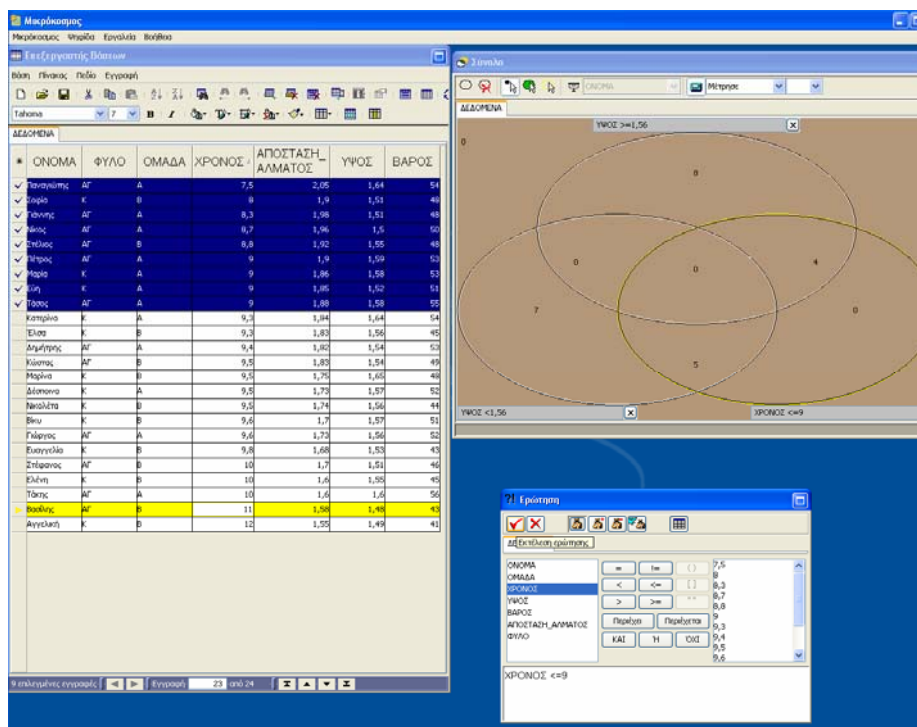 Μικρόκοσμος
Μικρόκοσμος Ψηφίδα Εργαλεία Βοήθεια
Επεξεργαστής Βάσεων
Βάση Πίνακας Πεδίο Εγγραφή
Tahoma 7 B I
ΔΕΔΟΜΕΝΑ
ΟΝΟΜΑ ΦΥΛΟ ΟΜΑΔΑ ΧΡΟΝΟΣ ΑΠΟΣΤΑΣΗ_ΑΛΜΑΤΟΣ ΥΨΟΣ ΒΑΡΟΣ
Παναγιώτης ΑΓ Α 7,5 2,05 1,64 54
Σοφία Κ Β 8 1,9 1,51 48
Γιάννης ΑΓ Α 8,3 1,98 1,51 48
Νίκος ΑΓ Α 8,7 1,96 1,5 50
Στέλιος ΑΓ Β 8,8 1,92 1,55 48
Πέτρος ΑΓ Α 9 1,9 1,59 53
Μαρία Κ Α 9 1,86 1,58 53
Εύη Κ Α 9 1,85 1,52 51
Τάσος ΑΓ Α 9 1,88 1,58 55
Κατερίνα Κ Α 9,3 1,84 1,64 54
Έλσα Κ Β 9,3 1,83 1,56 45
Δημήτρης ΑΓ Α 9,4 1,82 1,54 53
Κώστας ΑΓ Β 9,5 1,83 1,54 49
Μαρίνα Κ Β 9,5 1,75 1,65 48
Δέσποινα Κ Α 9,5 1,73 1,57 52
Νικολέτα Κ Β 9,5 1,74 1,56 44
Βίκυ Κ Β 9,6 1,7 1,57 51
Γιώργος ΑΓ Α 9,6 1,73 1,56 52
Ευαγγελία Κ Β 9,8 1,68 1,53 43
Στέφανος ΑΓ Β 10 1,7 1,51 46
Ελένη Κ Β 10 1,6 1,55 45
Τάκης ΑΓ Α 10 1,6 1,6 56
Βασίλης ΑΓ Β 11 1,58 1,48 43
Αγγελική Κ Β 12 1,55 1,49 41
9 επιλεγμένες εγγραφές Εγγραφή 23 από 24
Σύνολα
ΟΝΟΜΑ Μέτρησε
ΔΕΔΟΜΕΝΑ
ΥΨΟΣ >=1,56
0
8
0 0 4
7 0
5
ΥΨΟΣ <1,56 ΧΡΟΝΟΣ <=9
?! Ερώτηση
ΔΕ Εκτέλεση ερώτησης
ΟΝΟΜΑ
ΟΜΑΔΑ
ΧΡΟΝΟΣ
ΥΨΟΣ
ΒΑΡΟΣ
ΑΠΟΣΤΑΣΗ_ΑΛΜΑΤΟΣ
ΦΥΛΟ
= != ( )
< <= [ ]
> >= " "
Περιέχει Περιέχεται
ΚΑΙ Ή ΌΧΙ
7,5
8
8,3
8,7
8,8
9
9,3
9,4
9,5
9,6
ΧΡΟΝΟΣ <=9